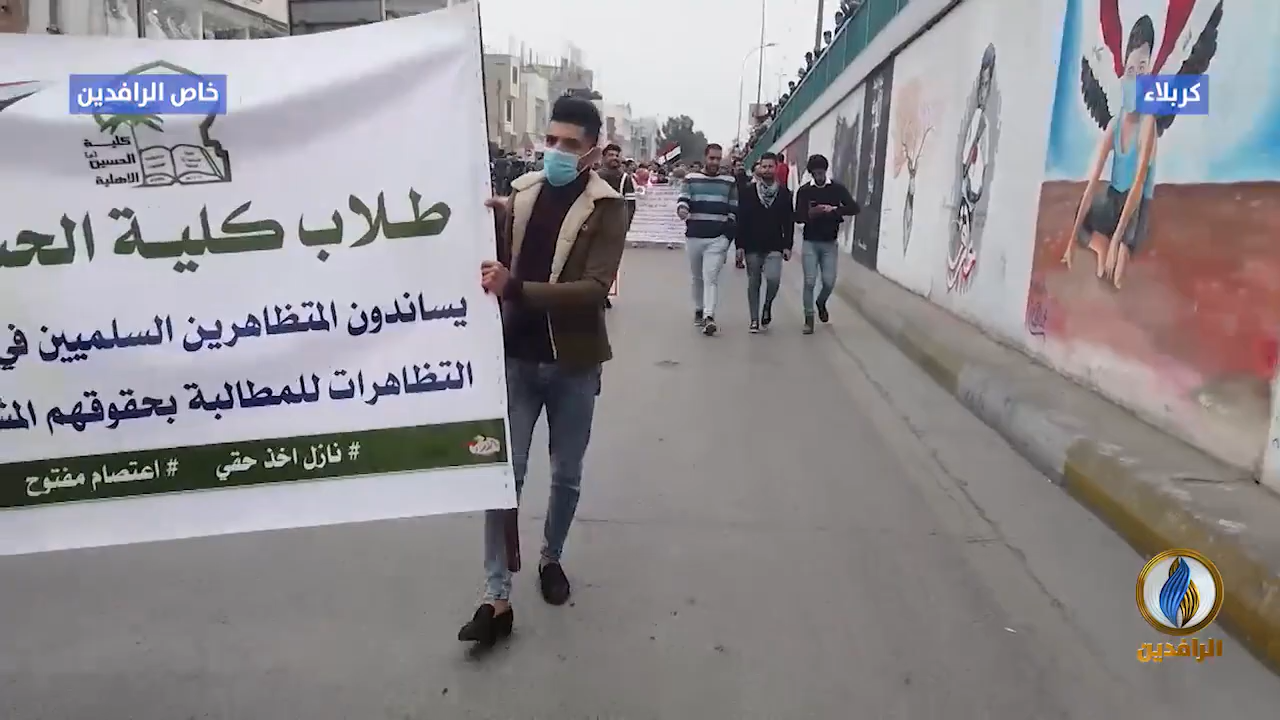 خاص الرافدين
كربلاء
كلية
الحسين (ع)
الاهلية
طلاب كلية
يساندون المتظاهرين السلميين في
التظاهرات للمطالبة بحقوقهم
# نازل اخذ حقي # اعتصام مفتوح
الرافدين